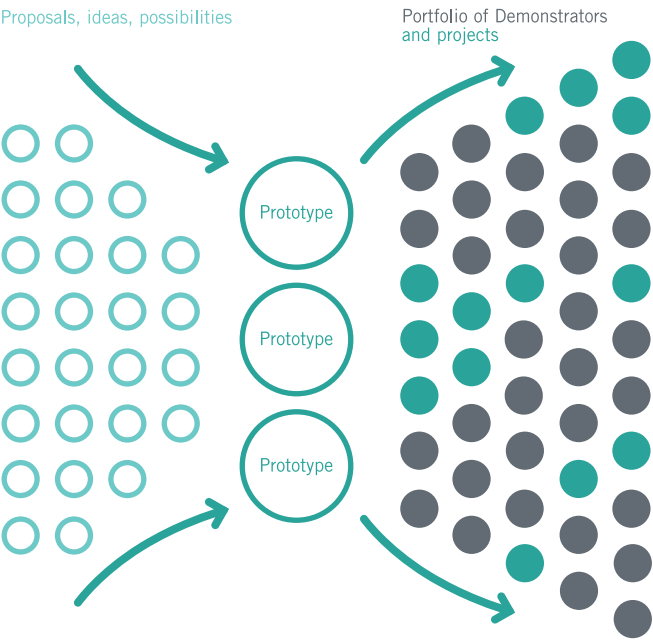 Proposals, ideas, possibilities
Portfolio of Demonstrators
and projects
Prototype
Prototype
Prototype